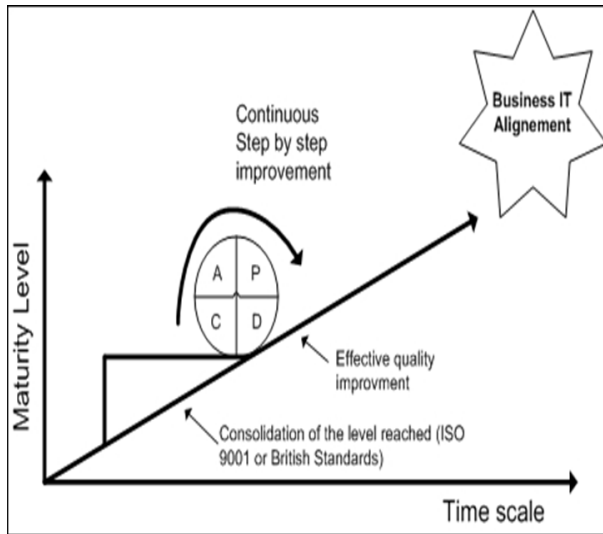 Business IT
Alignement
Continuous
Step by step
improvement
Maturity Level
A
P
C
D
Effective quality
improvment
Consolidation of the level reached (ISO
9001 or British Standards)
Time scale